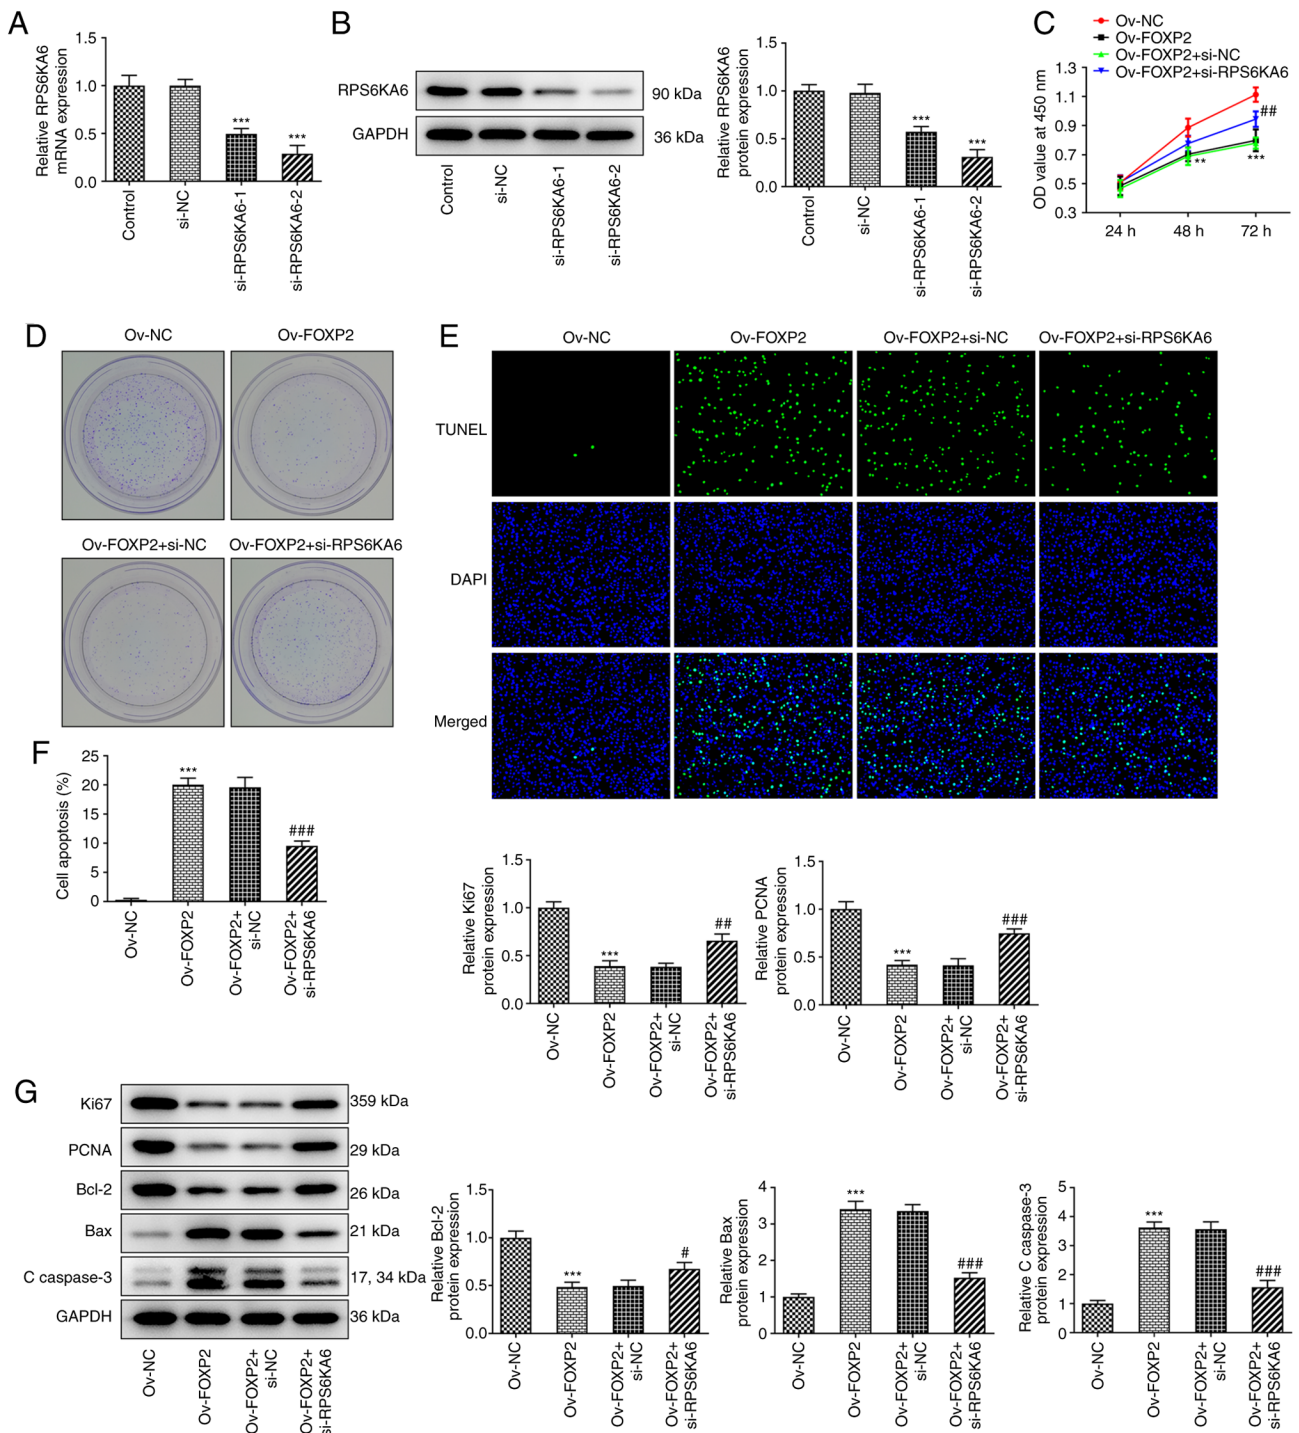 A
Relative RPS6KA6
mRNA expression
1.5
1.0
0.5
0.0
***
***
Control
si-NC
si-RPS6KA6-1
si-RPS6KA6-2
B
RPS6KA6
90 kDa
GAPDH
36 kDa
Control
si-NC
si-RPS6KA6-1
si-RPS6KA6-2
Relative RPS6KA6
protein expression
1.5
1.0
0.5
0.0
***
***
Control
si-NC
si-RPS6KA6-1
si-RPS6KA6-2
C
Ov-NC
Ov-FOXP2
Ov-FOXP2+si-NC
Ov-FOXP2+si-RPS6KA6
OD value at 450 nm
1.3
1.1
0.9
0.7
0.5
0.3
##
**
***
24 h
48 h
72 h
D
Ov-NC
Ov-FOXP2
Ov-FOXP2+si-NC
Ov-FOXP2+si-RPS6KA6
E
Ov-NC
Ov-FOXP2
Ov-FOXP2+si-NC
Ov-FOXP2+si-RPS6KA6
TUNEL
DAPI
Merged
F
Cell apoptosis (%)
25
20
15
10
5
0
***
###
Ov-NC
Ov-FOXP2
Ov-FOXP2+
si-NC
Ov-FOXP2+
si-RPS6KA6
Relative Ki67
protein expression
1.5
1.0
0.5
0.0
***
##
Ov-NC
Ov-FOXP2
Ov-FOXP2+
si-NC
Ov-FOXP2+
si-RPS6KA6
Relative PCNA
protein expression
1.5
1.0
0.5
0.0
***
###
Ov-NC
Ov-FOXP2
Ov-FOXP2+
si-NC
Ov-FOXP2+
si-RPS6KA6
G
Ki67
359 kDa
PCNA
29 kDa
Bcl-2
26 kDa
Bax
21 kDa
C caspase-3
17, 34 kDa
GAPDH
36 kDa
Ov-NC
Ov-FOXP2
Ov-FOXP2+
si-NC
Ov-FOXP2+
si-RPS6KA6
Relative Bcl-2
protein expression
1.5
1.0
0.5
0.0
***
#
Ov-NC
Ov-FOXP2
Ov-FOXP2+
si-NC
Ov-FOXP2+
si-RPS6KA6
Relative Bax
protein expression
4
3
2
1
0
***
###
Ov-NC
Ov-FOXP2
Ov-FOXP2+
si-NC
Ov-FOXP2+
si-RPS6KA6
Relative C caspase-3
protein expression
5
4
3
2
1
0
***
###
Ov-NC
Ov-FOXP2
Ov-FOXP2+
si-NC
Ov-FOXP2+
si-RPS6KA6